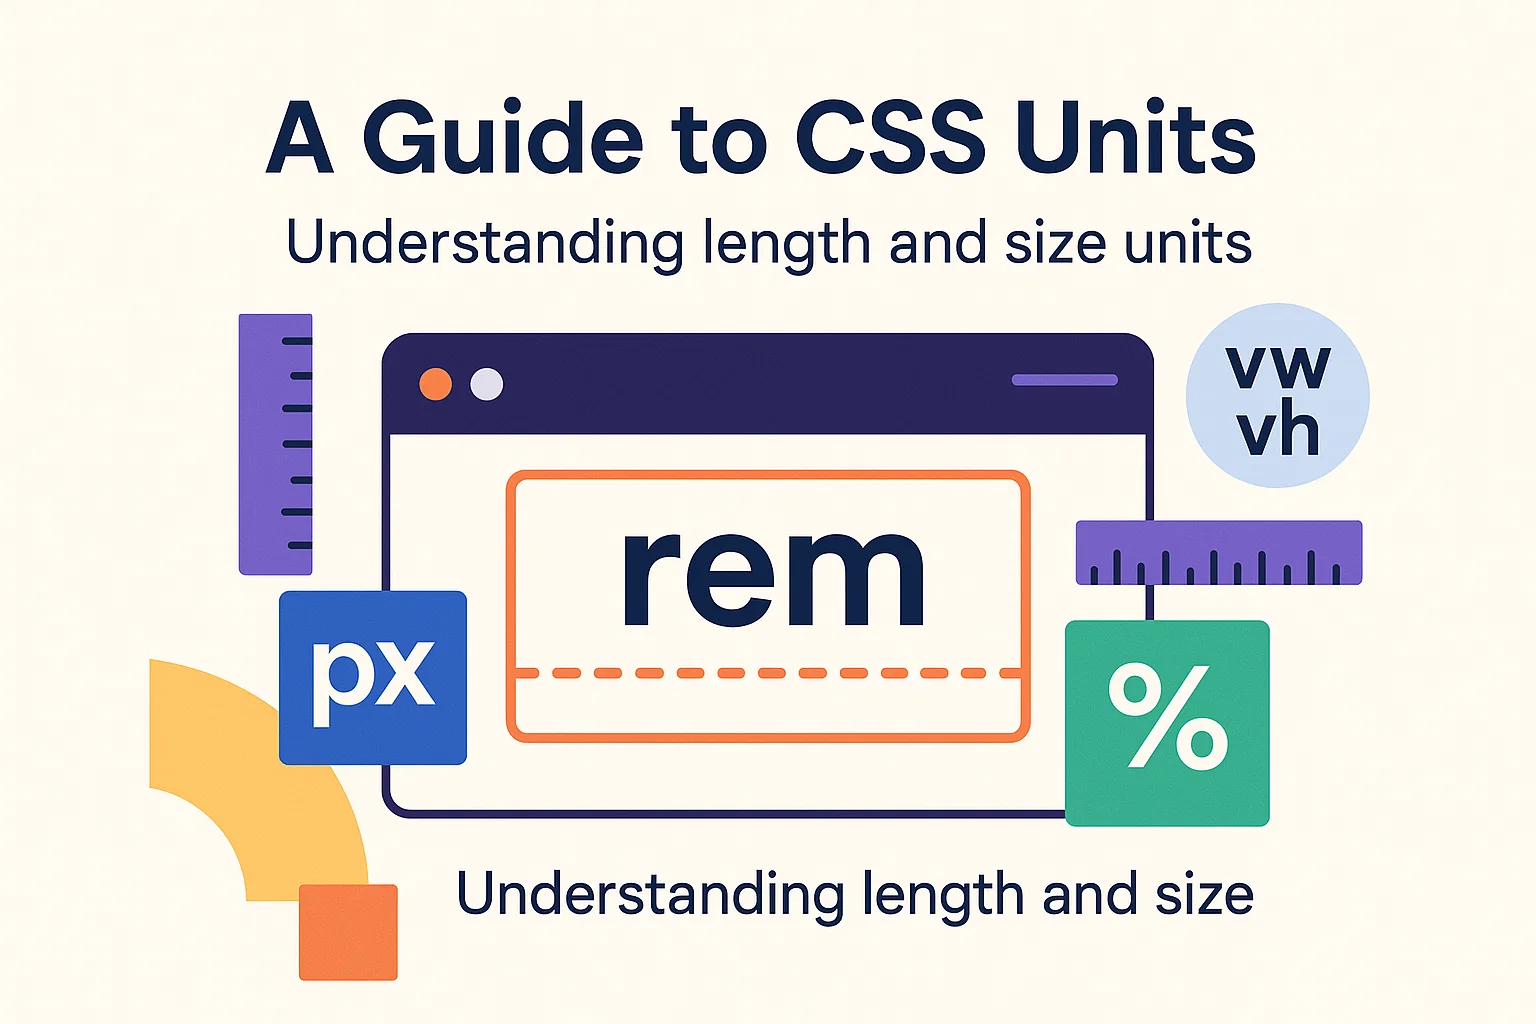 A Guide to CSS Units
Understanding length and size units
vw
vh
rem
px
%
Understanding length and size